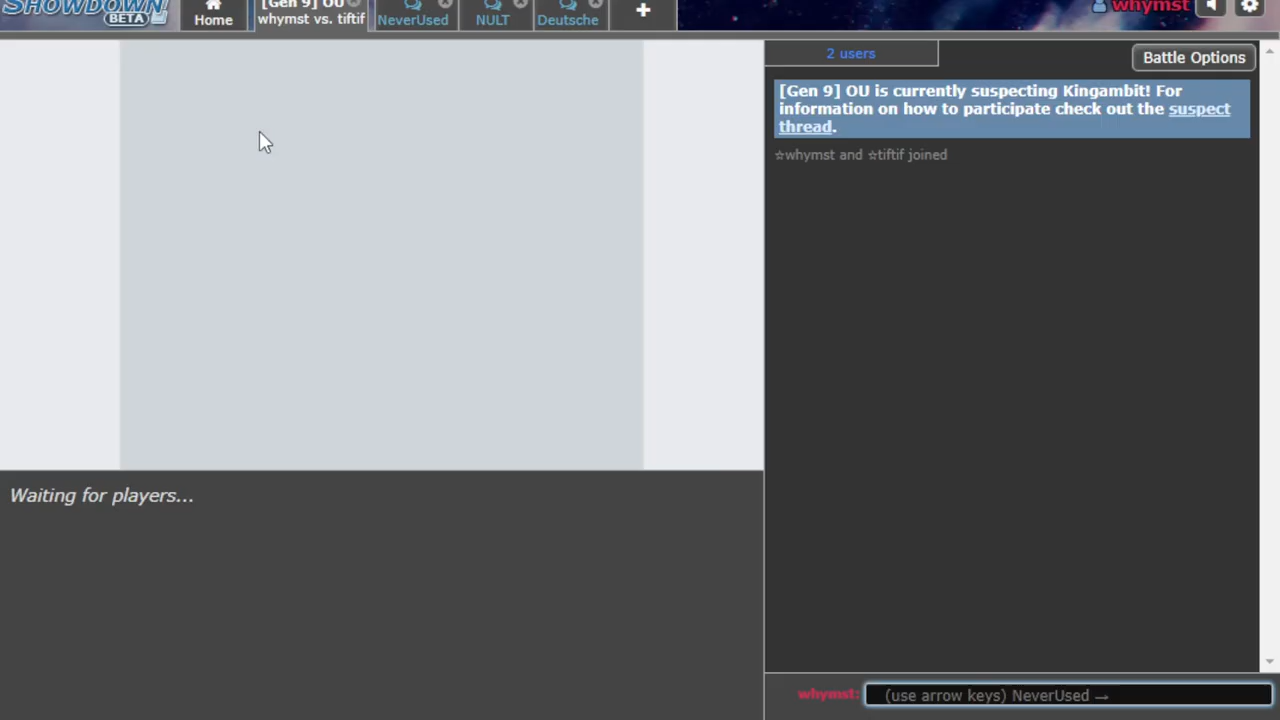 SHOWDOWN
BETA
Home
[Gen 9] OU
whymst vs. tiftif
NeverUsed
NULT
Deutsche
+
whymst
2 users
Battle Options
[Gen 9] OU is currently suspecting Kingambit! For
information on how to participate check out the suspect
thread.
☆whymst and ☆tiftif joined
Waiting for players...
whymst:
(use arrow keys) NeverUsed →